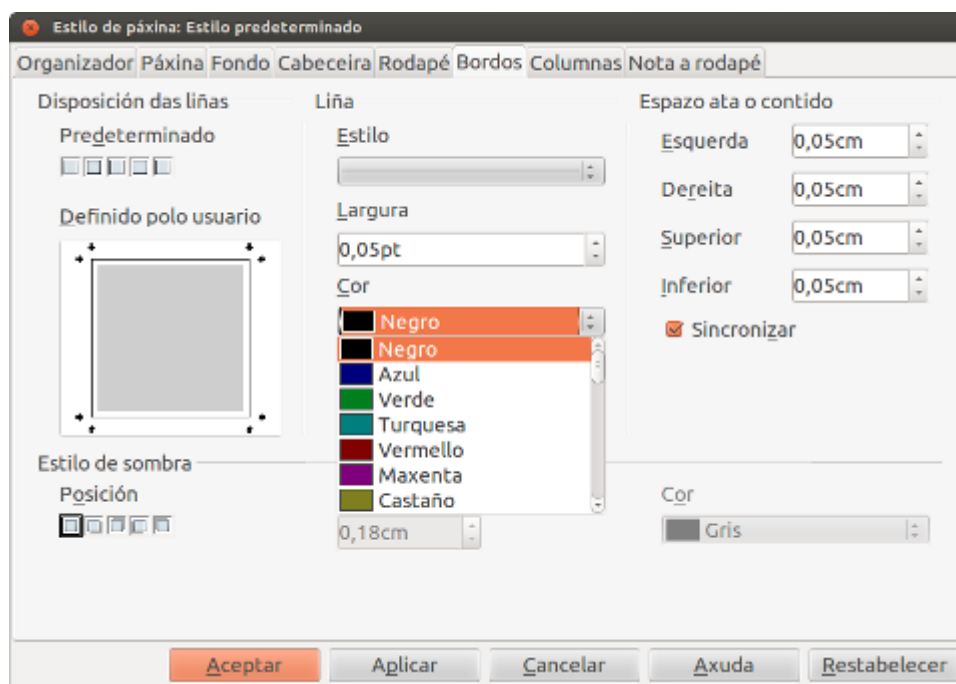 Estilo de páxina: Estilo predeterminado
Organizador Páxina Fondo Cabeceira Rodapé Bordos Columnas Nota a rodapé
Disposición das liñas
Predeterminado
Definido polo usuario
Liña
Estilo
Largura
0,05pt
Cor
Negro
Negro
Azul
Verde
Turquesa
Vermello
Maxenta
Castaño
Espazo ata o contido
Esquerda 0,05cm
Dereita 0,05cm
Superior 0,05cm
Inferior 0,05cm
Sincronizar
Estilo de sombra
Posición
0,18cm
Cor
Gris
Aceptar Aplicar Cancelar Axuda Restabelecer